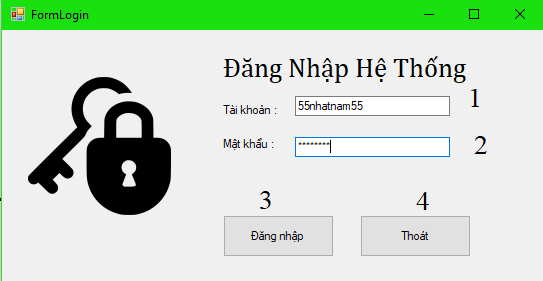 FormLogin
Đăng Nhập Hệ Thống
Tài khoản : 55nhatnam55 1
Mật khẩu : ******** 2
3 4
Đăng nhập Thoát